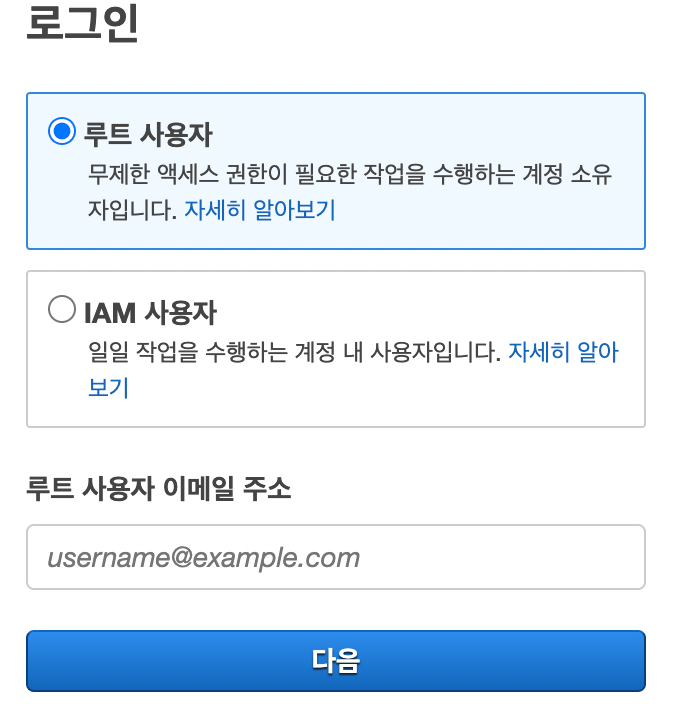 로그인
루트 사용자
무제한 액세스 권한이 필요한 작업을 수행하는 계정 소유
자입니다. 자세히 알아보기
IAM 사용자
일일 작업을 수행하는 계정 내 사용자입니다. 자세히 알아
보기
루트 사용자 이메일 주소
username@example.com
다음